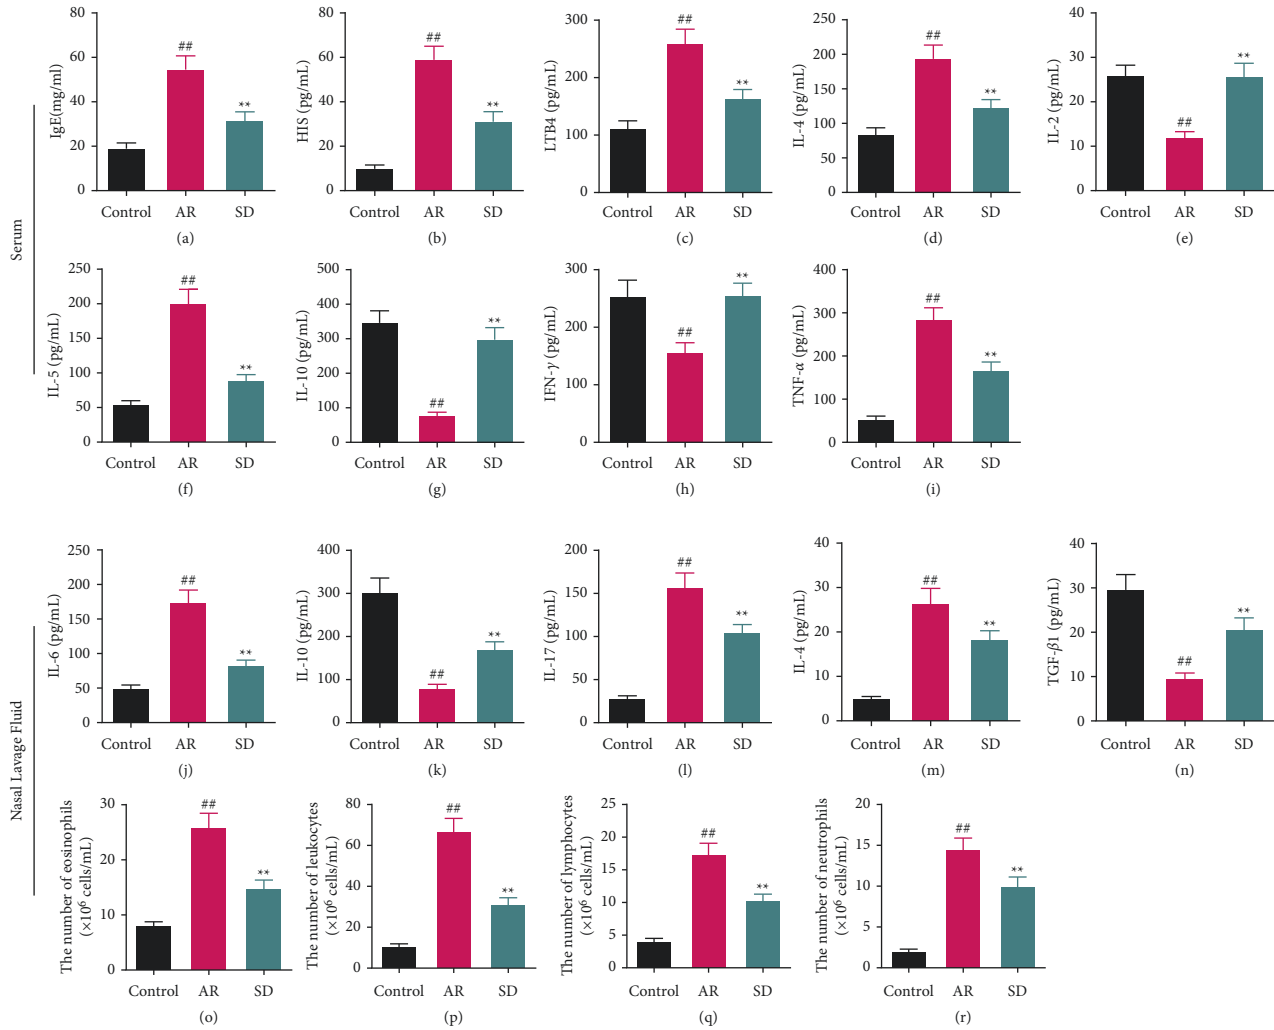 Serum
IgE(mg/ml)
80
60
40
20
0
##
**
Control AR SD
(a)
HIS (pg/mL)
80
60
40
20
0
##
**
Control AR SD
(b)
LTB4 (pg/mL)
300
200
100
0
##
**
Control AR SD
(c)
IL-4 (pg/mL)
250
200
150
100
50
0
##
**
Control AR SD
(d)
IL-2 (pg/mL)
40
30
20
10
0
##
**
Control AR SD
(e)
IL-5 (pg/mL)
250
200
150
100
50
0
##
**
Control AR SD
(f)
IL-10 (pg/mL)
500
400
300
200
100
0
##
**
Control AR SD
(g)
IFN-γ (pg/mL)
300
200
100
0
##
**
Control AR SD
(h)
TNF-α (pg/mL)
400
300
200
100
0
##
**
Control AR SD
(i)
Nasal Lavage Fluid
IL-6 (pg/mL)
250
200
150
100
50
0
##
**
Control AR SD
(j)
IL-10 (pg/mL)
400
300
200
100
0
##
**
Control AR SD
(k)
IL-17 (pg/mL)
200
150
100
50
0
##
**
Control AR SD
(l)
IL-4 (pg/mL)
40
30
20
10
0
##
**
Control AR SD
(m)
TGF-β1 (pg/mL)
40
30
20
10
0
##
**
Control AR SD
(n)
The number of eosinophils
(×10⁶ cells/mL)
30
20
10
0
##
**
Control AR SD
(o)
The number of leukocytes
(×10⁶ cells/mL)
80
60
40
20
0
##
**
Control AR SD
(p)
The number of lymphocytes
(×10⁶ cells/mL)
25
20
15
10
5
0
##
**
Control AR SD
(q)
The number of neutrophils
(×10⁶ cells/mL)
20
15
10
5
0
##
**
Control AR SD
(r)